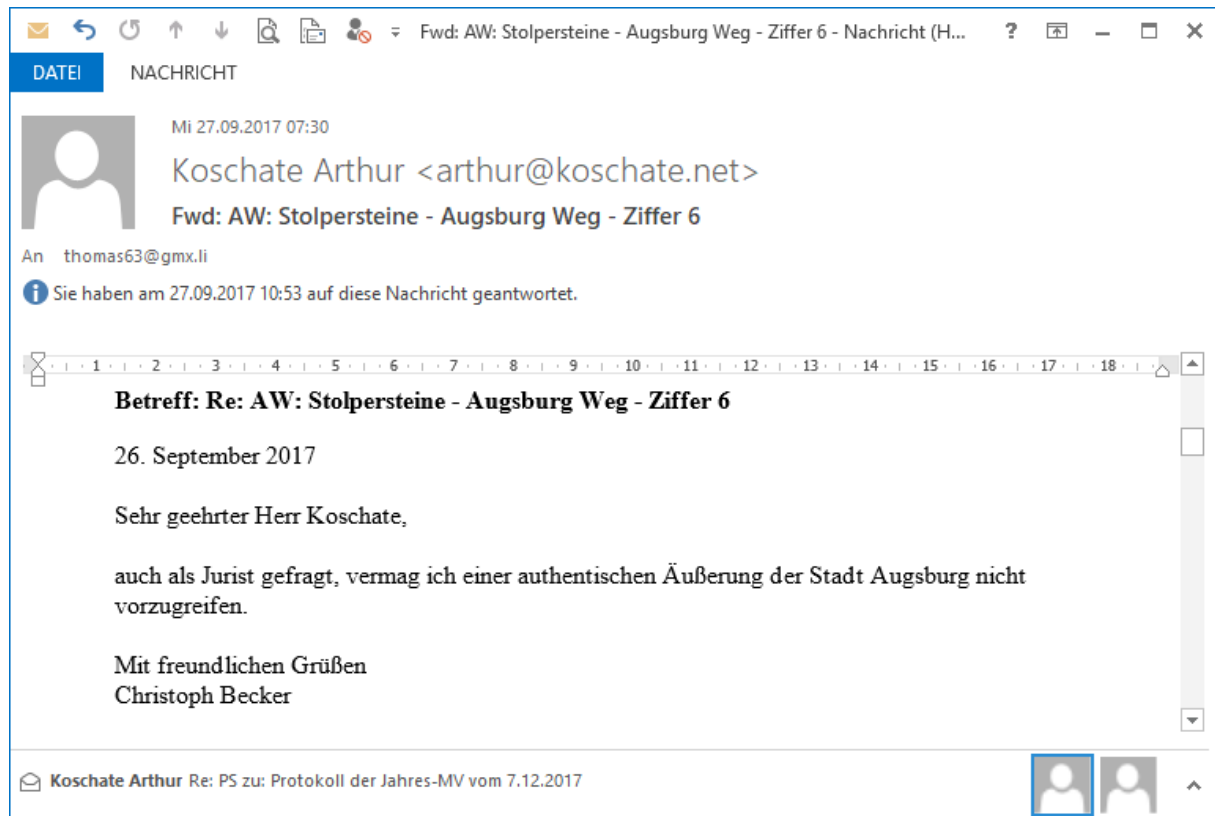 Fwd: AW: Stolpersteine - Augsburg Weg - Ziffer 6 - Nachricht (H...
?
DATEI NACHRICHT
Mi 27.09.2017 07:30
Koschate Arthur <arthur@koschate.net>
Fwd: AW: Stolpersteine - Augsburg Weg - Ziffer 6
An thomas63@gmx.li
Sie haben am 27.09.2017 10:53 auf diese Nachricht geantwortet.
1 2 3 4 5 6 7 8 9 10 11 12 13 14 15 16 17 18
Betreff: Re: AW: Stolpersteine - Augsburg Weg - Ziffer 6
26. September 2017
Sehr geehrter Herr Koschate,
auch als Jurist gefragt, vermag ich einer authentischen Äußerung der Stadt Augsburg nicht
vorzugreifen.
Mit freundlichen Grüßen
Christoph Becker
Koschate Arthur Re: PS zu: Protokoll der Jahres-MV vom 7.12.2017